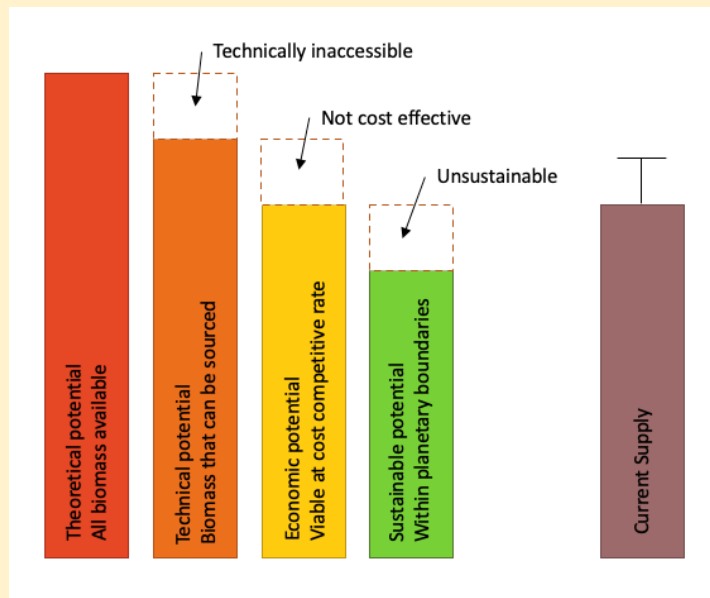 Technically inaccessible
Not cost effective
Unsustainable
Theoretical potential
All biomass available
Technical potential
Biomass that can be sourced
Economic potential
Viable at cost competitive rate
Sustainable potential
Within planetary boundaries
Current Supply